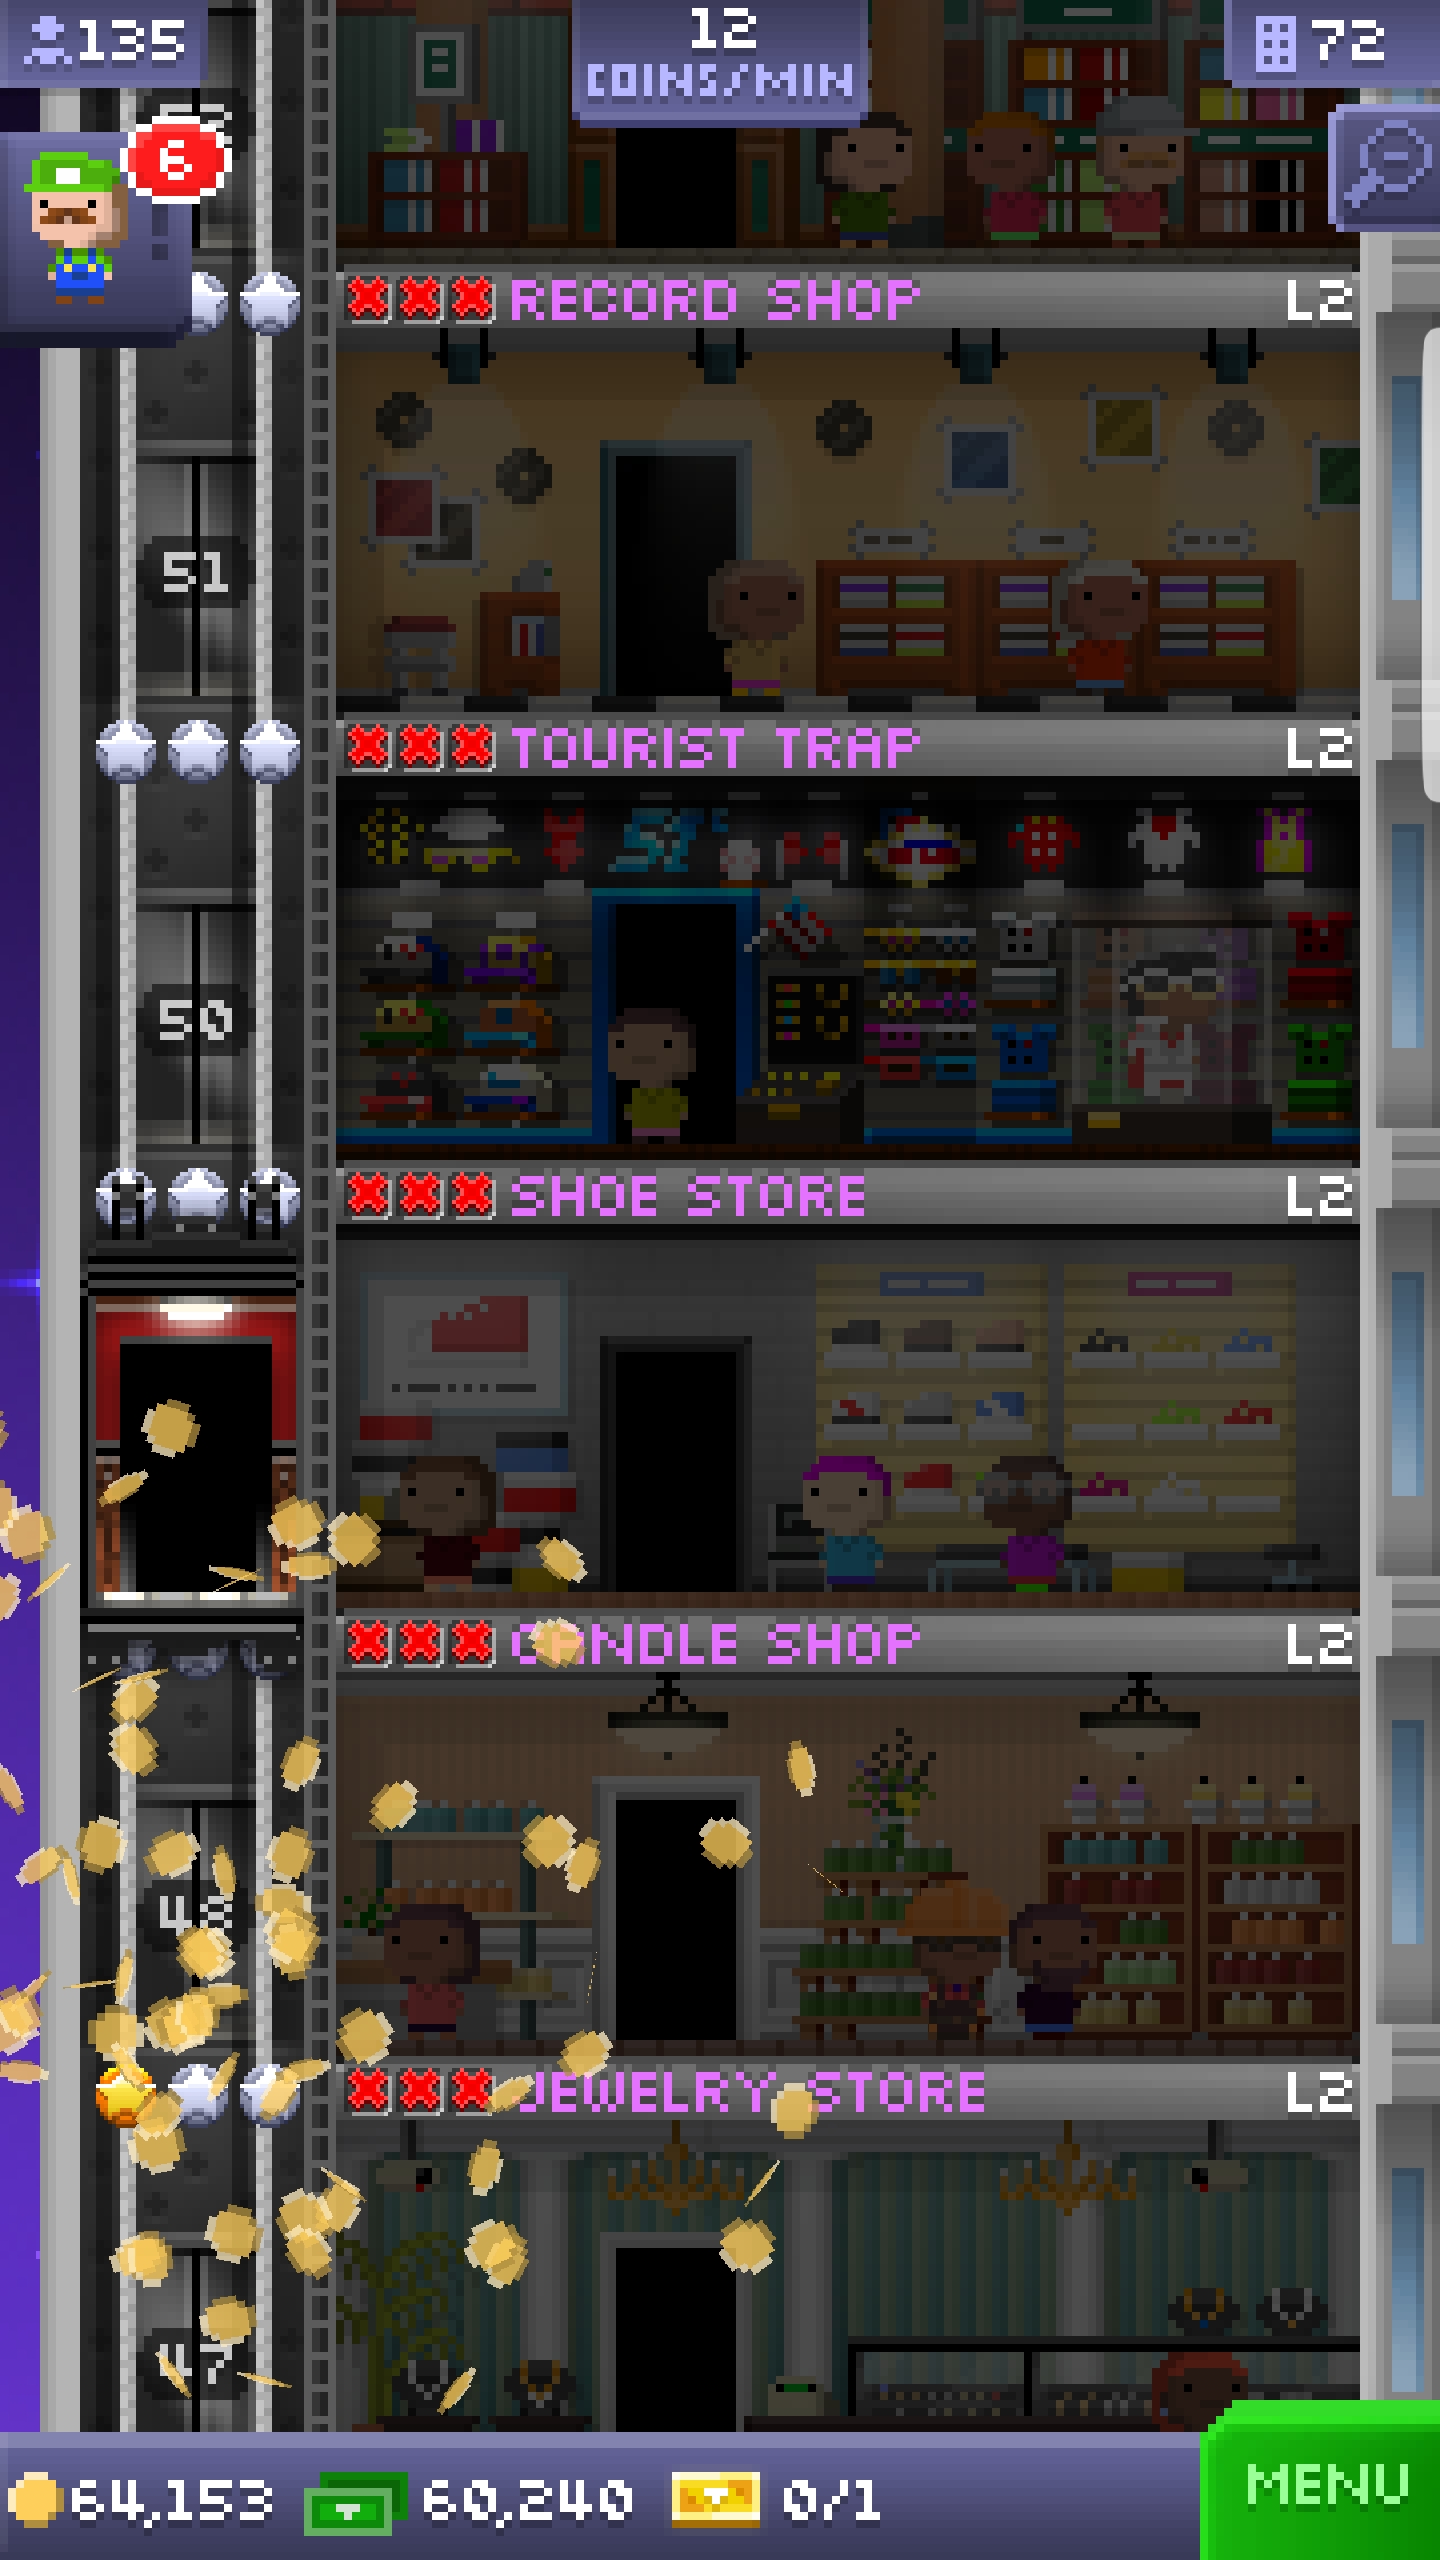 135
12
COINS/MIN
72
6
RECORD SHOP L2
51
TOURIST TRAP L2
50
SHOE STORE L2
CANDLE SHOP L2
48
JEWELRY STORE L2
47
64,153 60,240 0/1
MENU